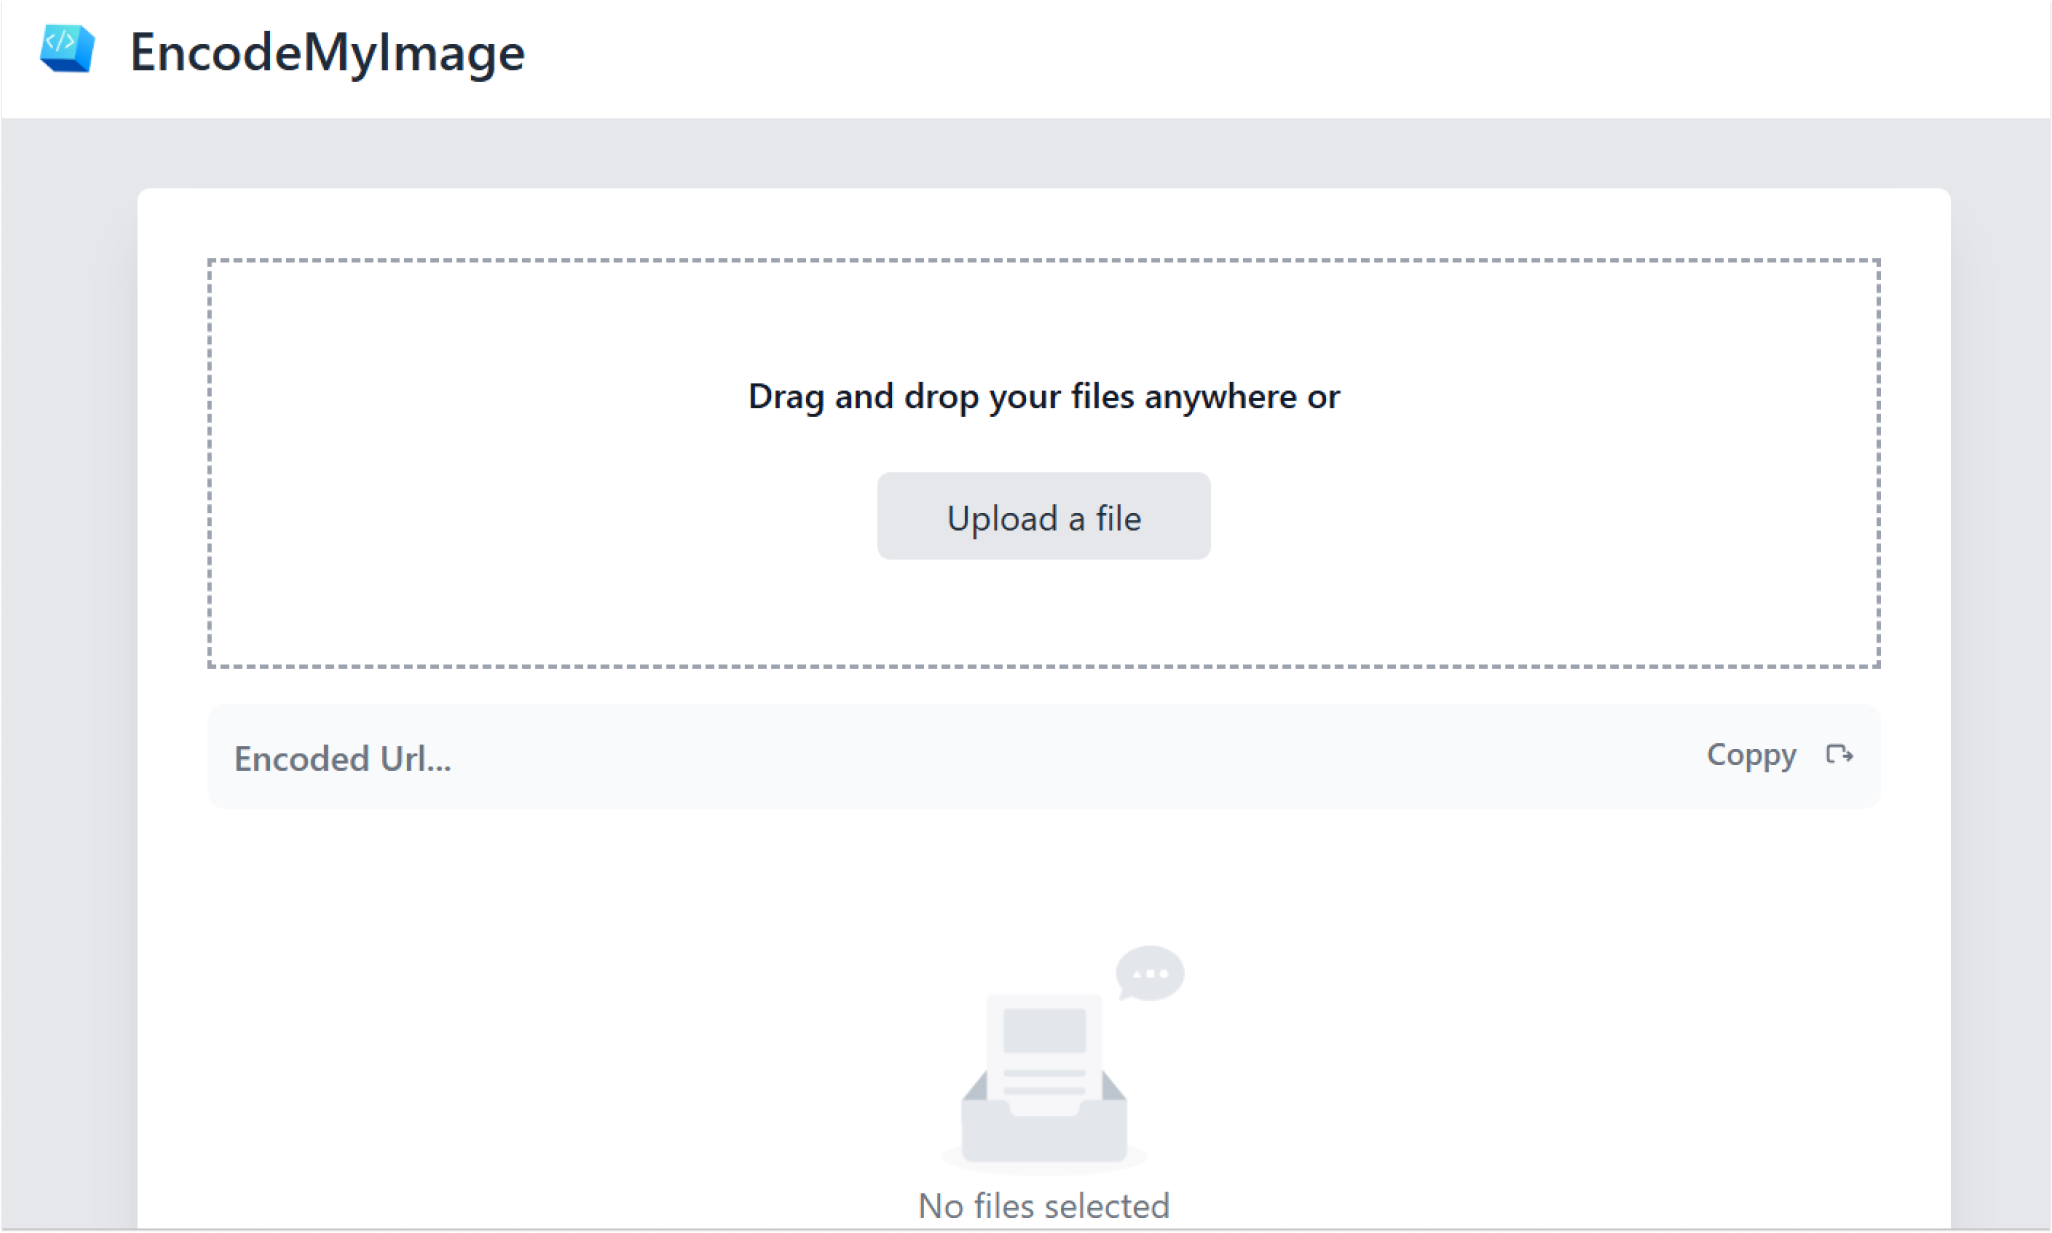 </>
EncodeMyImage
Drag and drop your files anywhere or
Upload a file
Encoded Url...
Coppy
No files selected